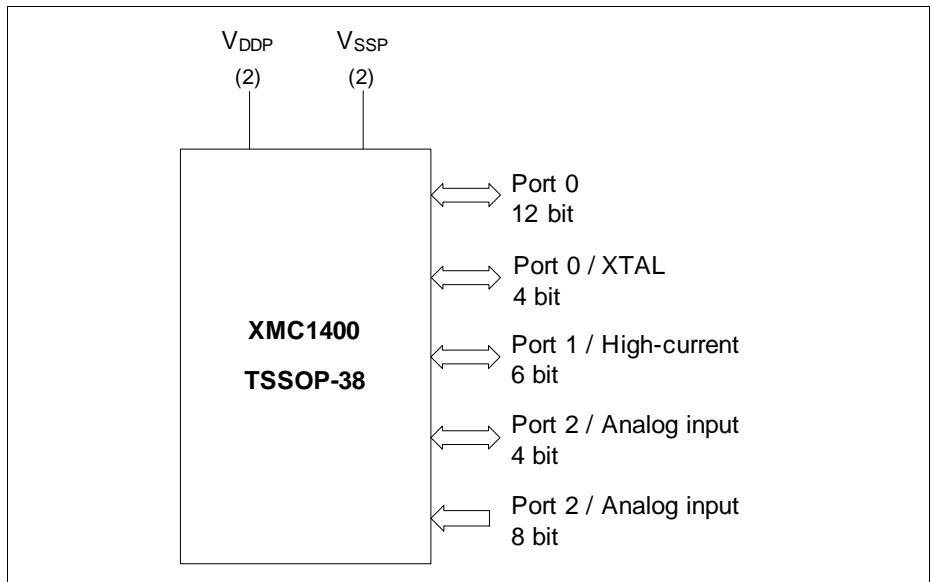 VDDP
(2)
VSSP
(2)
XMC1400
TSSOP-38
Port 0
12 bit
Port 0 / XTAL
4 bit
Port 1 / High-current
6 bit
Port 2 / Analog input
4 bit
Port 2 / Analog input
8 bit